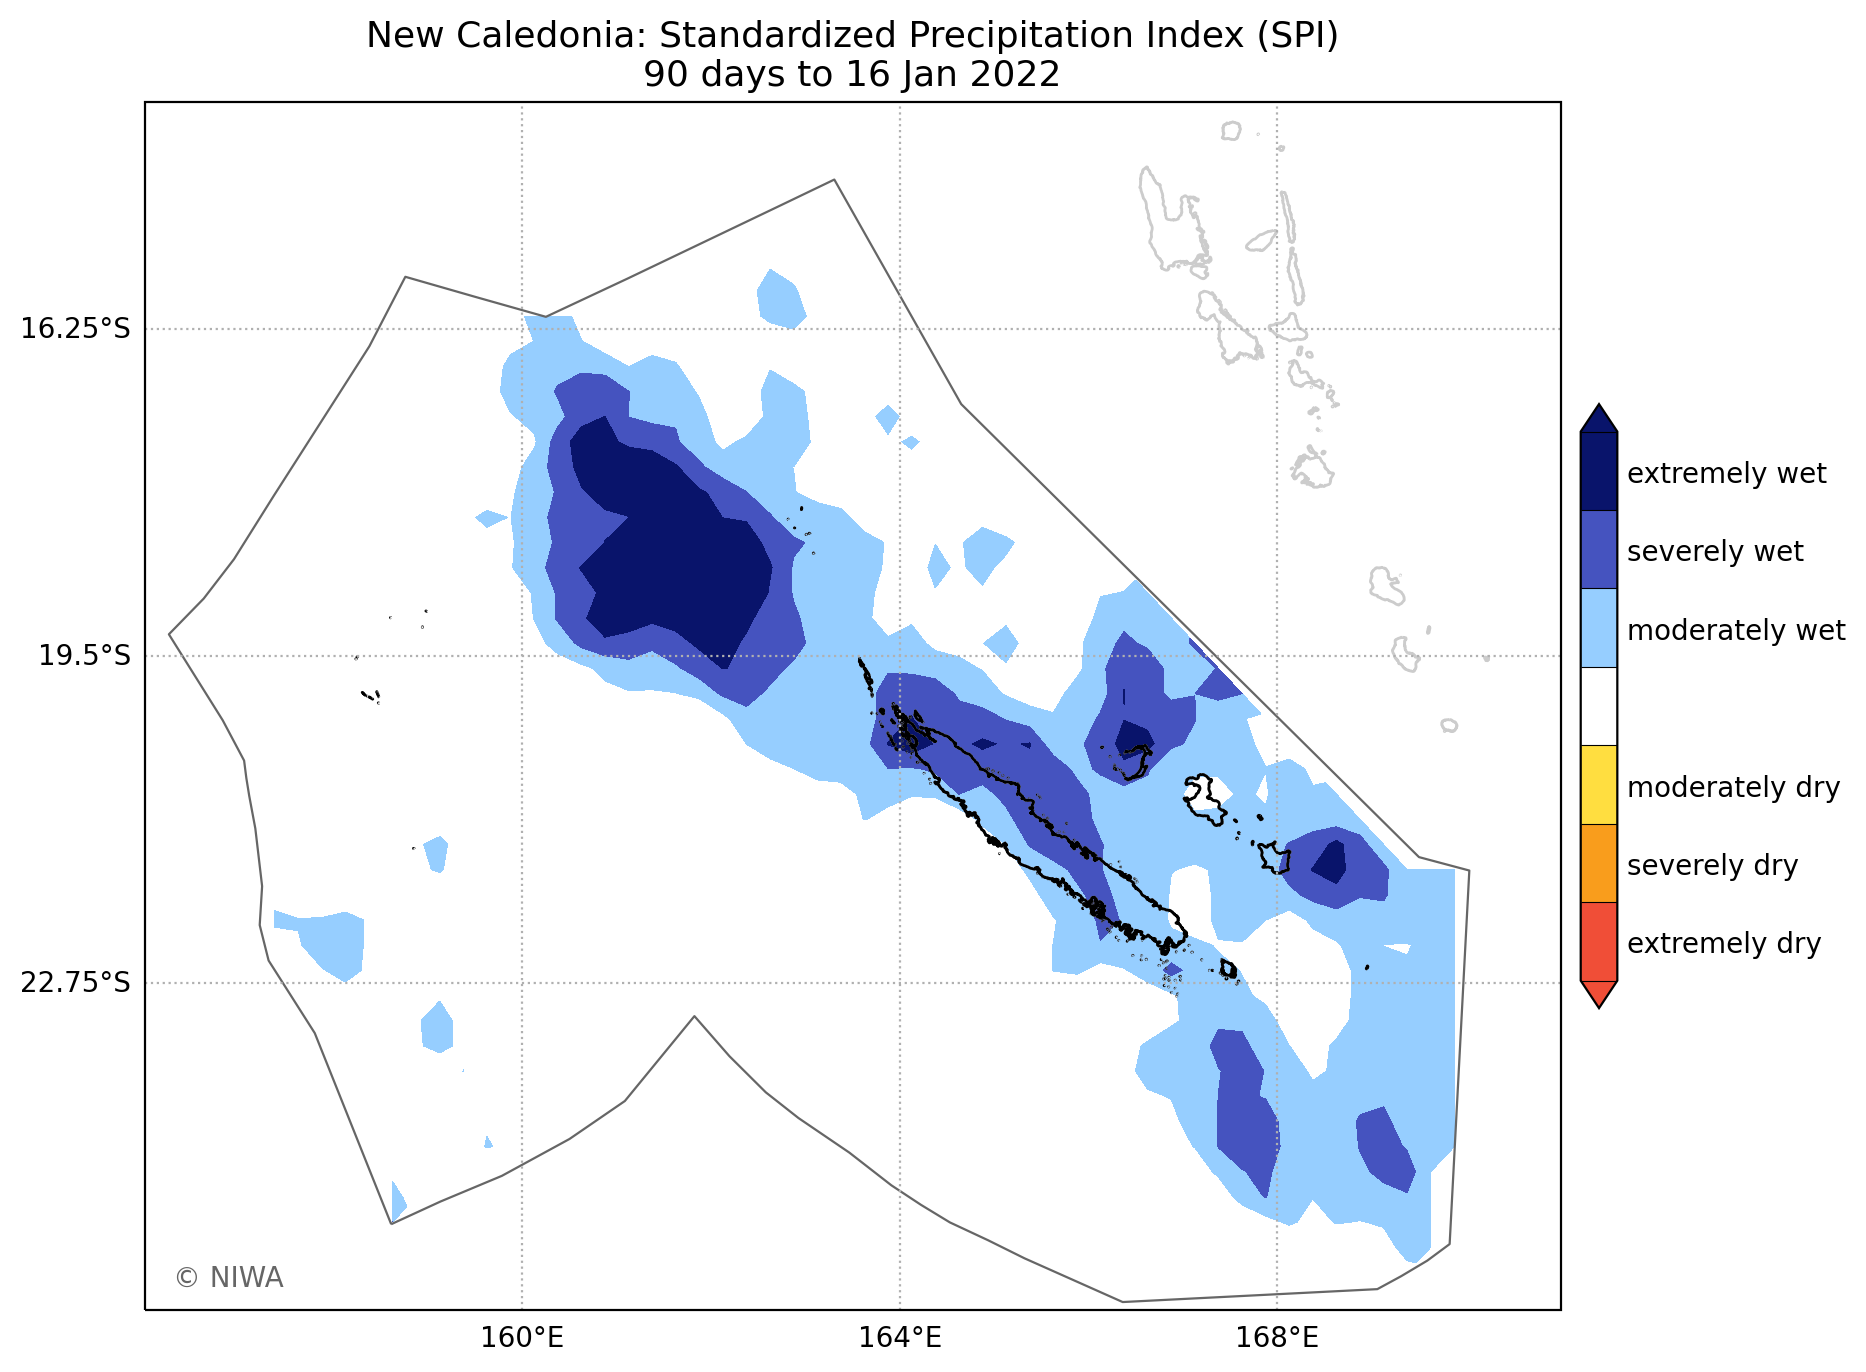 New Caledonia: Standardized Precipitation Index (SPI)
90 days to 16 Jan 2022
16.25°S
19.5°S
22.75°S
160°E
164°E
168°E
extremely wet
severely wet
moderately wet
moderately dry
severely dry
extremely dry
© NIWA